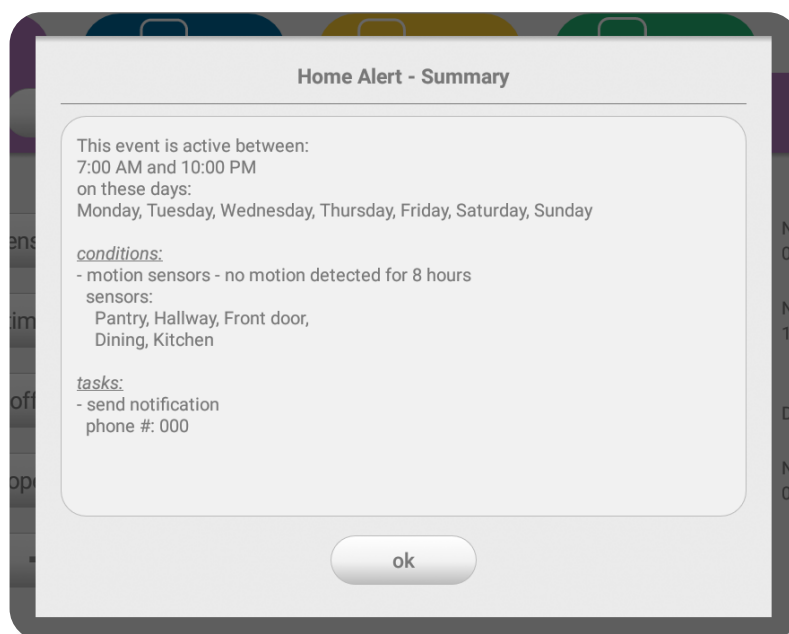 Home Alert - Summary
This event is active between:
7:00 AM and 10:00 PM
on these days:
Monday, Tuesday, Wednesday, Thursday, Friday, Saturday, Sunday
conditions:
- motion sensors - no motion detected for 8 hours
sensors:
Pantry, Hallway, Front door,
Dining, Kitchen
tasks:
- send notification
phone #: 000
ok